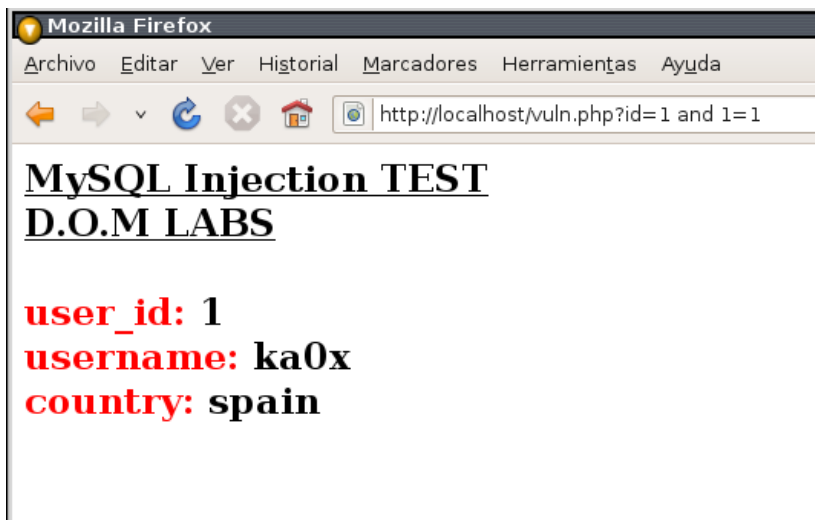 Mozilla Firefox
Archivo Editar Ver Historial Marcadores Herramientas Ayuda
http://localhost/vuln.php?id=1 and 1=1
MySQL Injection TEST
D.O.M LABS
user_id: 1
username: ka0x
country: spain